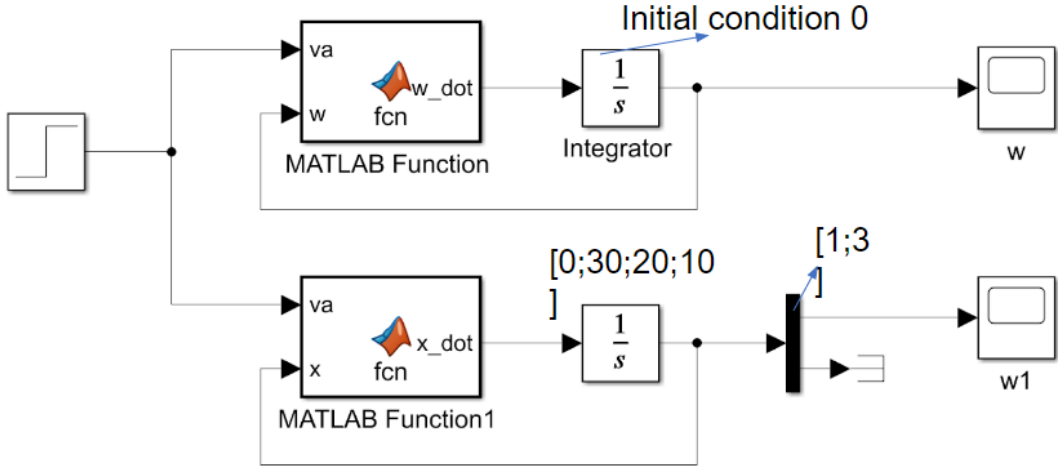 Initial condition 0
va
w
fcn
w_dot
MATLAB Function
1
s
Integrator
w
[0;30;20;10
]
[1;3
]
va
x
fcn
x_dot
MATLAB Function1
1
s
w1